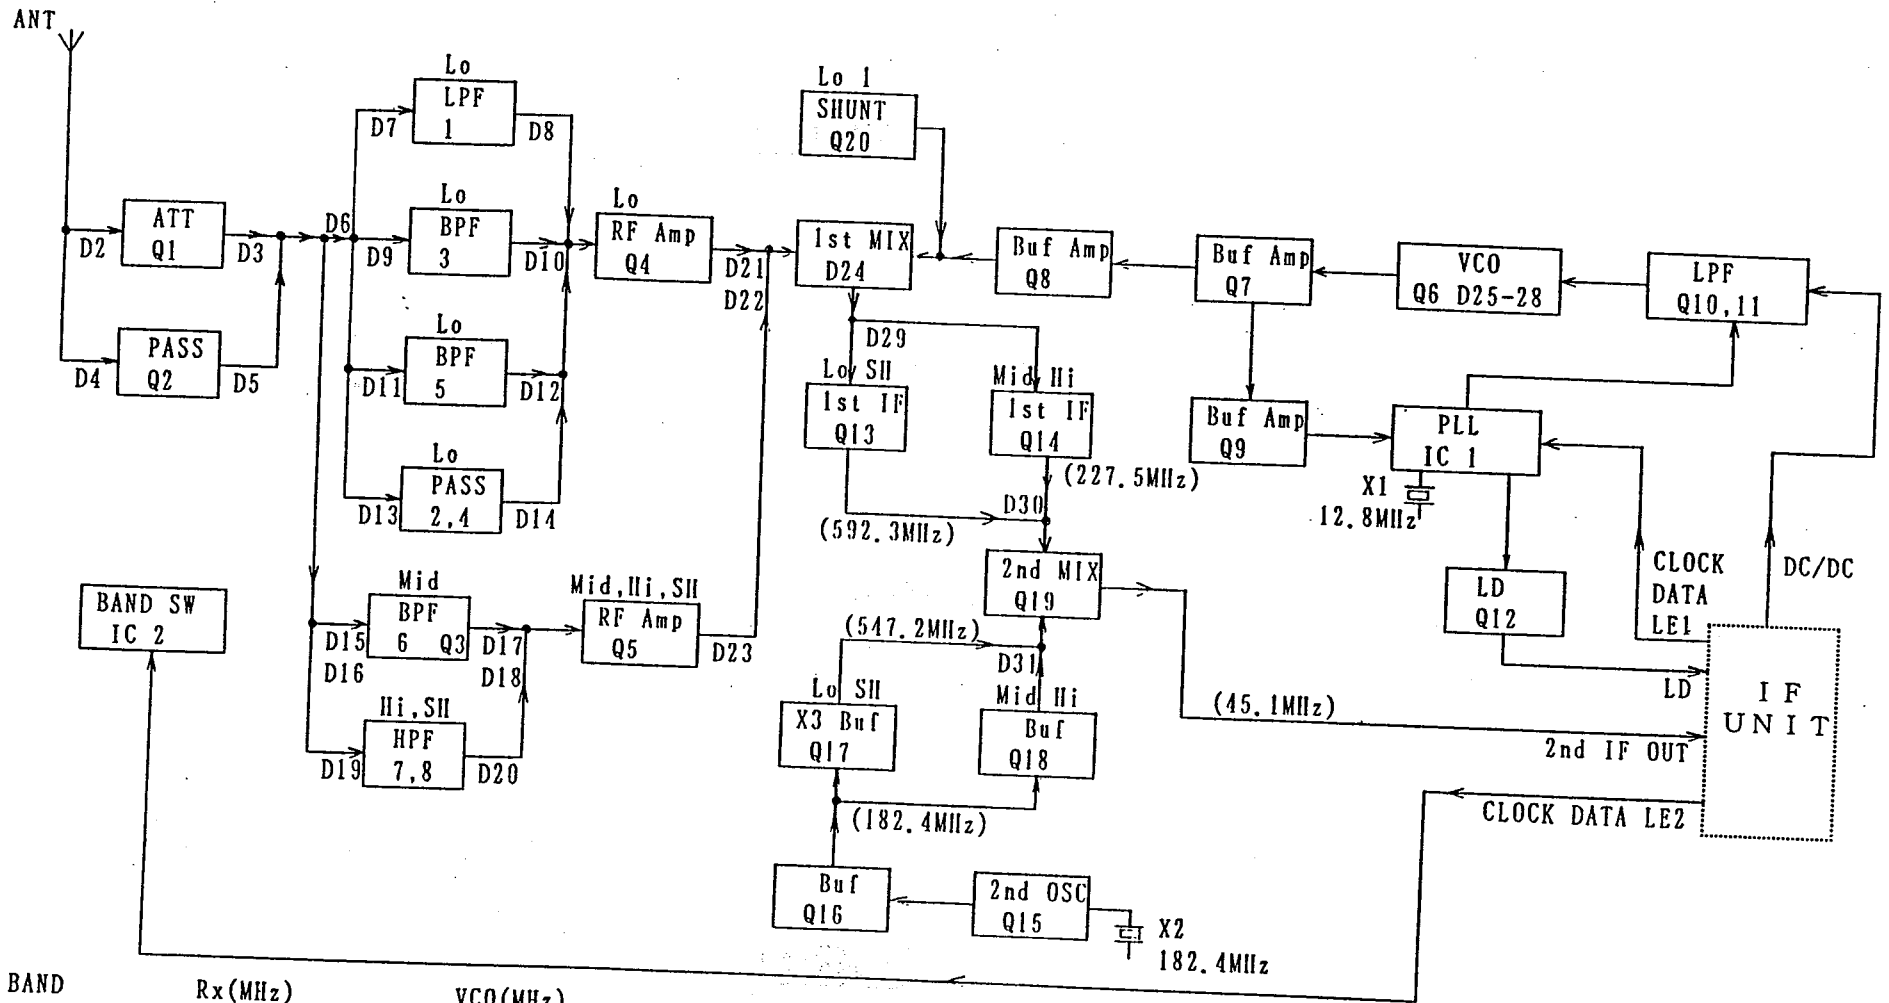 ANT
Lo
LPF
1
D7
D8
Lo 1
SHUNT
Q20
D2
ATT
Q1
D3
D6
Lo
BPF
3
D9
D10
Lo
RF Amp
Q4
D21
D22
1st MIX
D24
Buf Amp
Q8
Buf Amp
Q7
VCO
Q6 D25-28
LPF
Q10,11
D4
PASS
Q2
D5
Lo
BPF
5
D11
D12
D29
Lo SH
1st IF
Q13
Mid Hi
1st IF
Q14
Buf Amp
Q9
PLL
IC 1
X1
12.8MHz
Lo
PASS
2,4
D13
D14
(227.5MHz)
D30
(592.3MHz)
BAND SW
IC 2
Mid
BPF
6 Q3
D15
D16
D17
D18
Mid,Hi,SH
RF Amp
Q5
D23
2nd MIX
Q19
LD
Q12
CLOCK
DATA
LE1
DC/DC
(547.2MHz)
D31
LD
IF
UNIT
Hi,SH
HPF
7,8
D19
D20
Lo SH
X3 Buf
Q17
Mid Hi
Buf
Q18
(45.1MHz)
2nd IF OUT
(182.4MHz)
CLOCK DATA LE2
Buf
Q16
2nd OSC
Q15
X2
182.4MHz
BAND Rx(MHz) VCO(MHz)